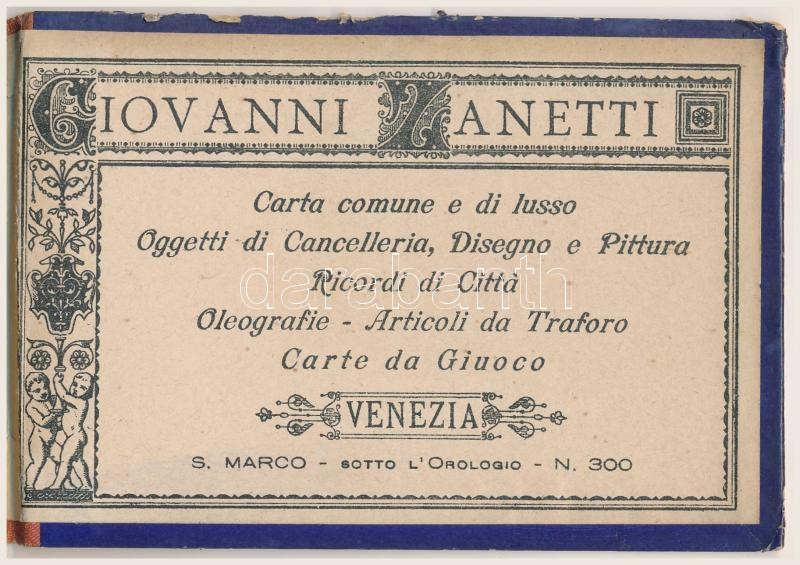 GIOVANNI ZANETTI
Carta comune e di lusso
Oggetti di Cancelleria, Disegno e Pittura
Ricordi di Città
darabanth
Oleografie - Articoli da Traforo
Carte da Giuoco
VENEZIA
S. MARCO - SOTTO L'OROLOGIO - N. 300